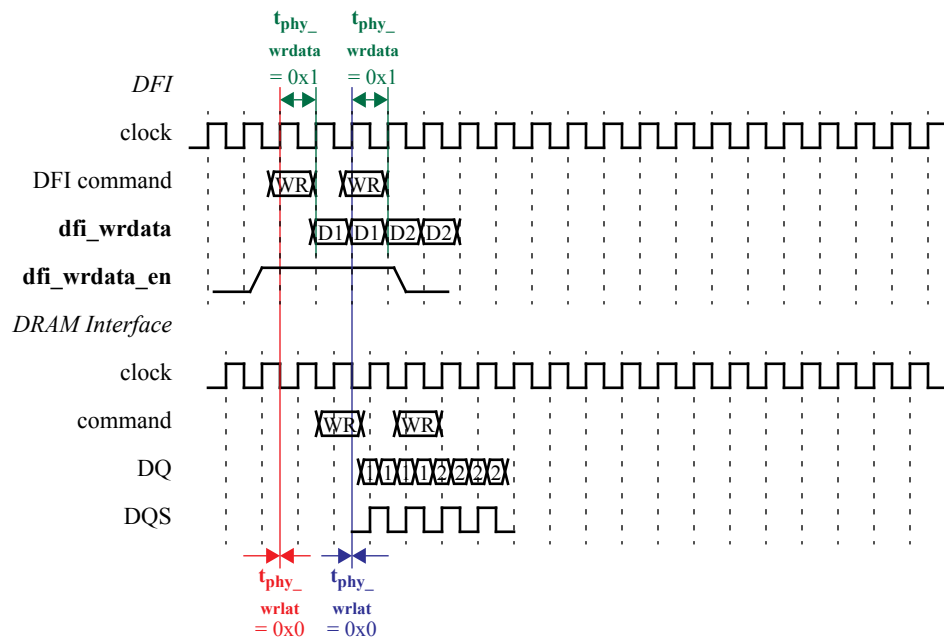 tphy_ tphy_
wrdata wrdata
= 0x1 = 0x1
DFI
clock
DFI command WR WR
dfi_wrdata D1 D1 D2 D2
dfi_wrdata_en
DRAM Interface
clock
command WR WR
DQ 1 1 1 1 2 2 2 2
DQS
tphy_ tphy_
wrlat wrlat
= 0x0 = 0x0